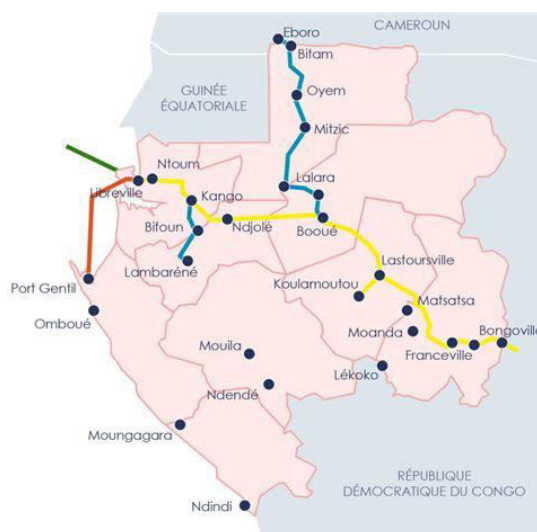 Eboro
CAMEROUN
Bitam
GUINÉE
ÉQUATORIALE
Oyem
Mitzic
Ntoum
Libreville
Lalara
Kango
Bifoun
Ndjolé
Booué
Lambaréné
Lastoursville
Port Gentil
Koulamoutou
Matsatsa
Omboué
Moanda
Bongoville
Mouila
Franceville
Lékoko
Ndendé
Moungagara
RÉPUBLIQUE
DÉMOCRATIQUE DU CONGO
Ndindi